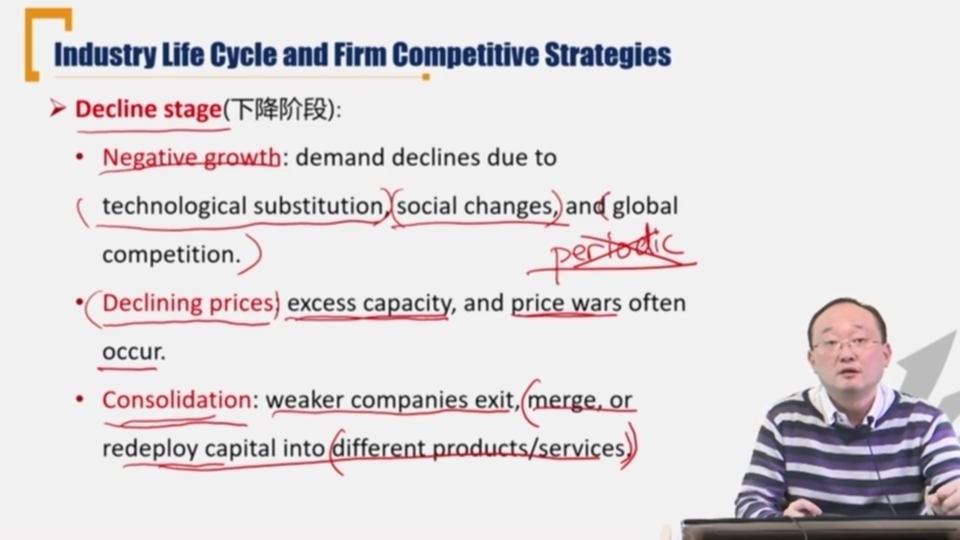 Industry Life Cycle and Firm Competitive Strategies
➢ Decline stage(下降阶段):
• Negative growth: demand declines due to
technological substitution, social changes, and global
competition.
periodic
• Declining prices: excess capacity, and price wars often
occur.
• Consolidation: weaker companies exit, merge, or
redeploy capital into different products/services.